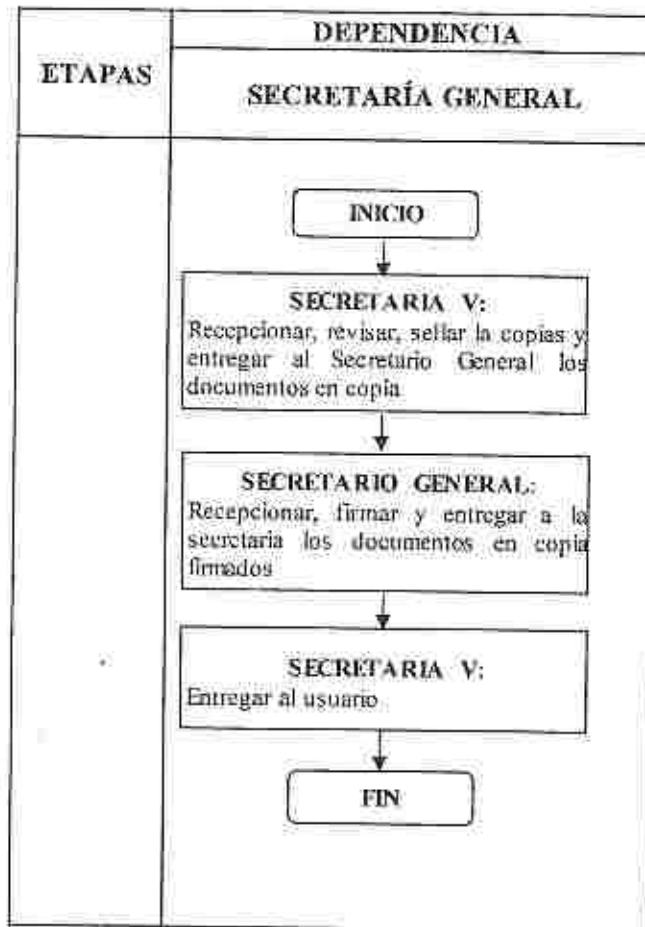 DEPENDENCIA
ETAPAS
SECRETARÍA GENERAL
INICIO
SECRETARIA V:
Recepcionar, revisar, sellar la copias y
entregar al Secretario General los
documentos en copia
SECRETARIO GENERAL:
Recepcionar, firmar y entregar a la
secretaria los documentos en copia
firmados
SECRETARIA V:
Entregar al usuario
FIN